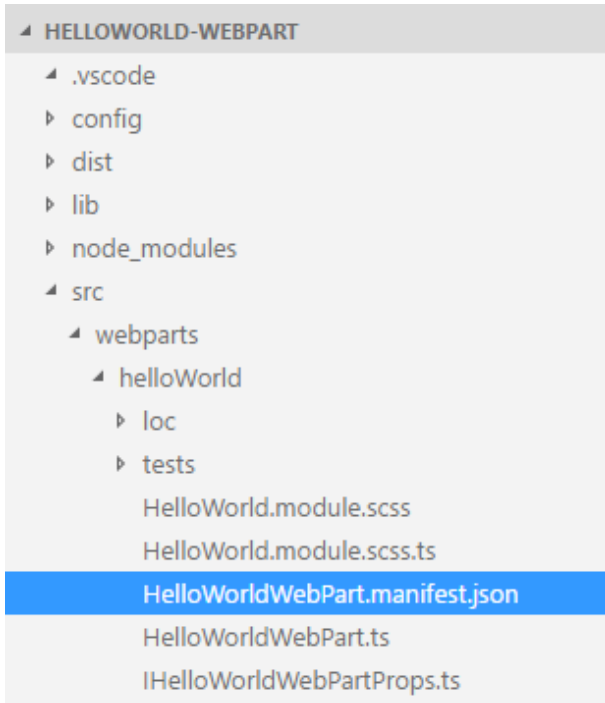 HELLOWORLD-WEBPART
.vscode
config
dist
lib
node_modules
src
webparts
helloWorld
loc
tests
HelloWorld.module.scss
HelloWorld.module.scss.ts
HelloWorldWebPart.manifest.json
HelloWorldWebPart.ts
IHelloWorldWebPartProps.ts